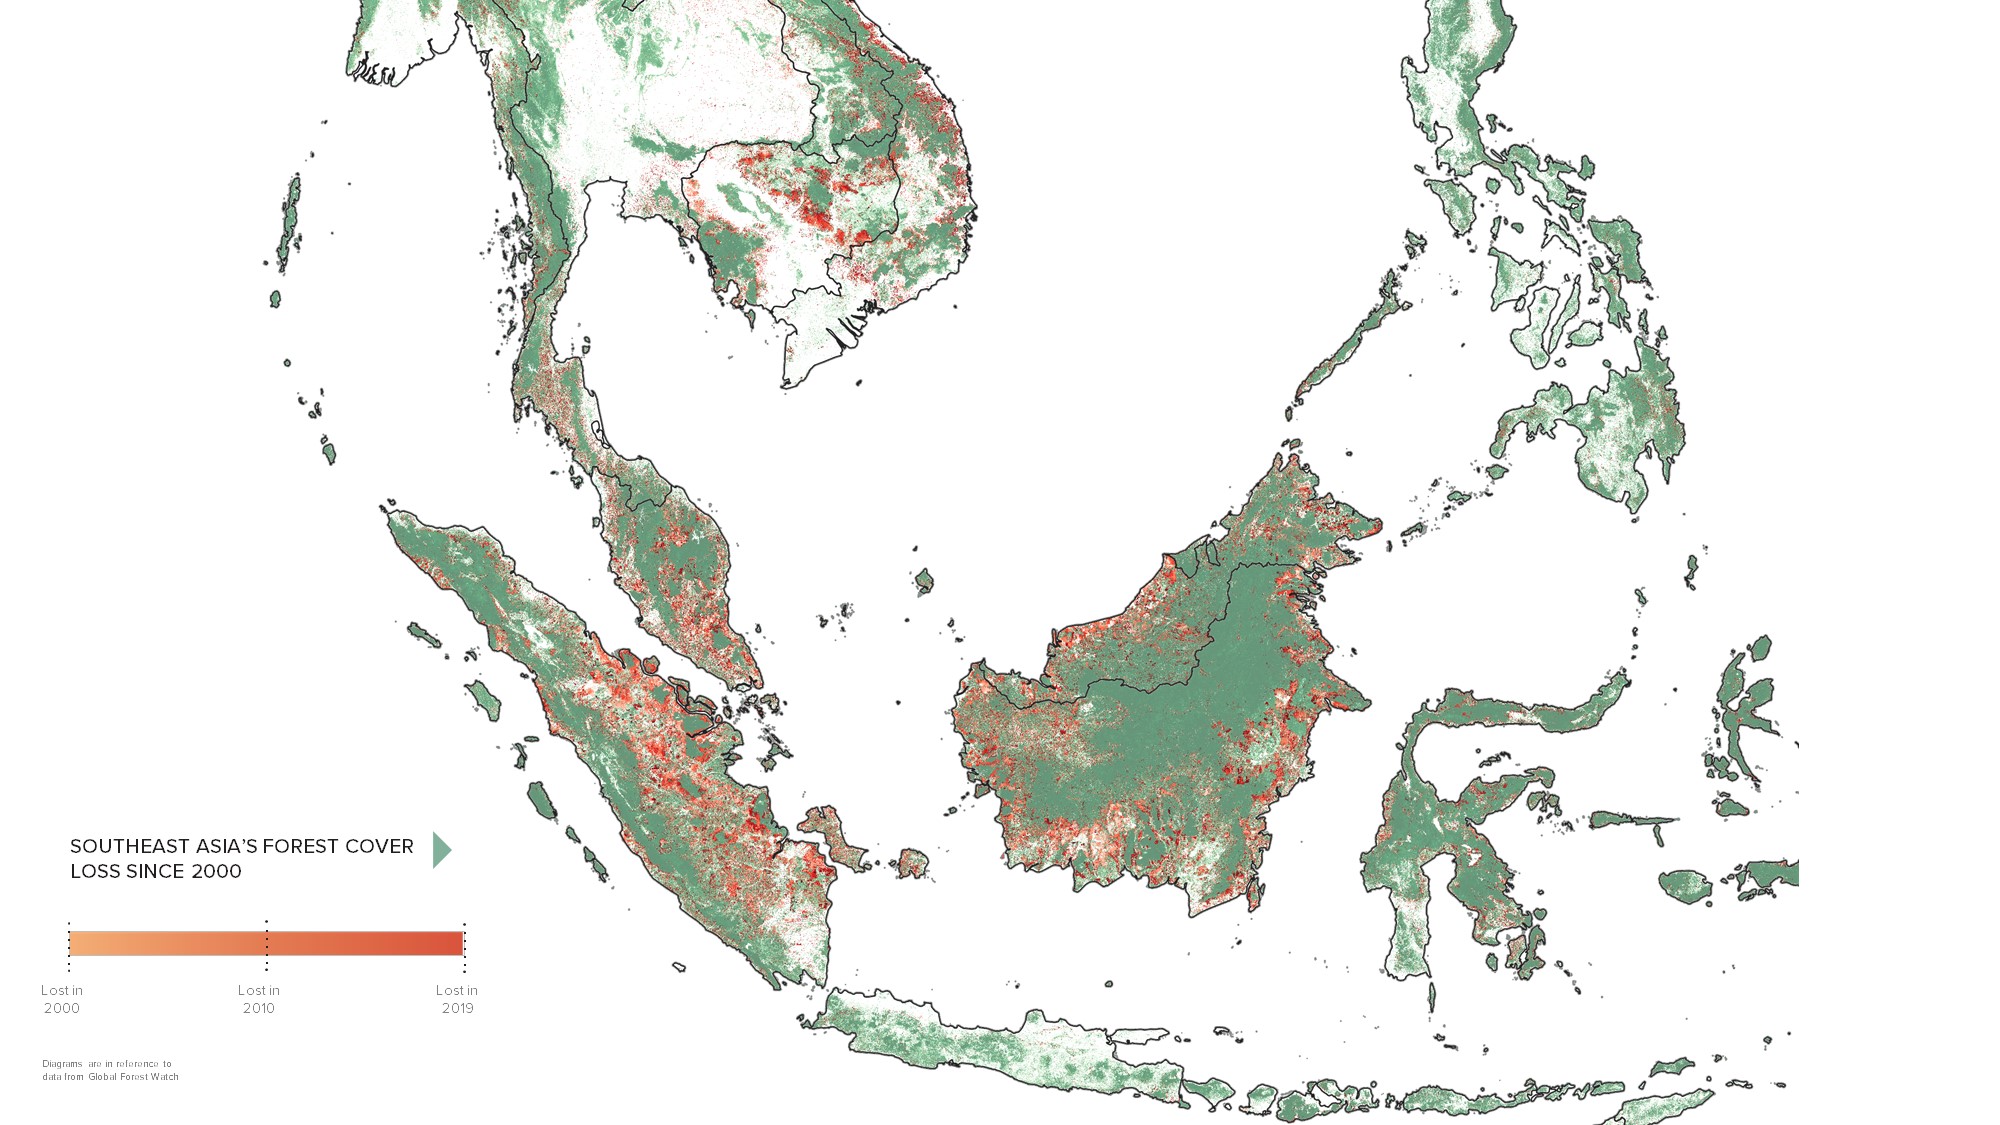 SOUTHEAST ASIA'S FOREST COVER
LOSS SINCE 2000
Lost in
2000
Lost in
2010
Lost in
2019
Diagrams are in reference to
data from Global Forest Watch